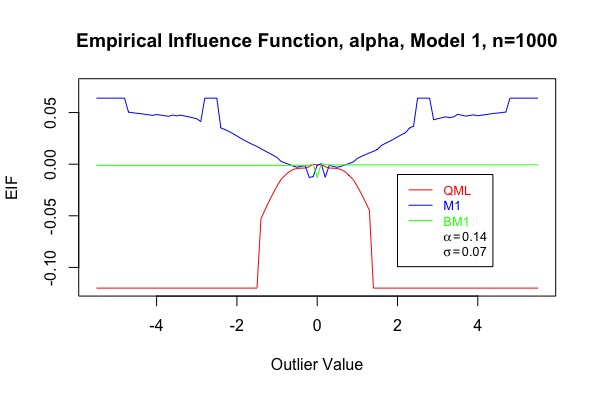 Empirical Influence Function, alpha, Model 1, n=1000
EIF
0.05
0.00
-0.05
-0.10
QML
M1
BM1
α=0.14
σ=0.07
-4 -2 0 2 4
Outlier Value